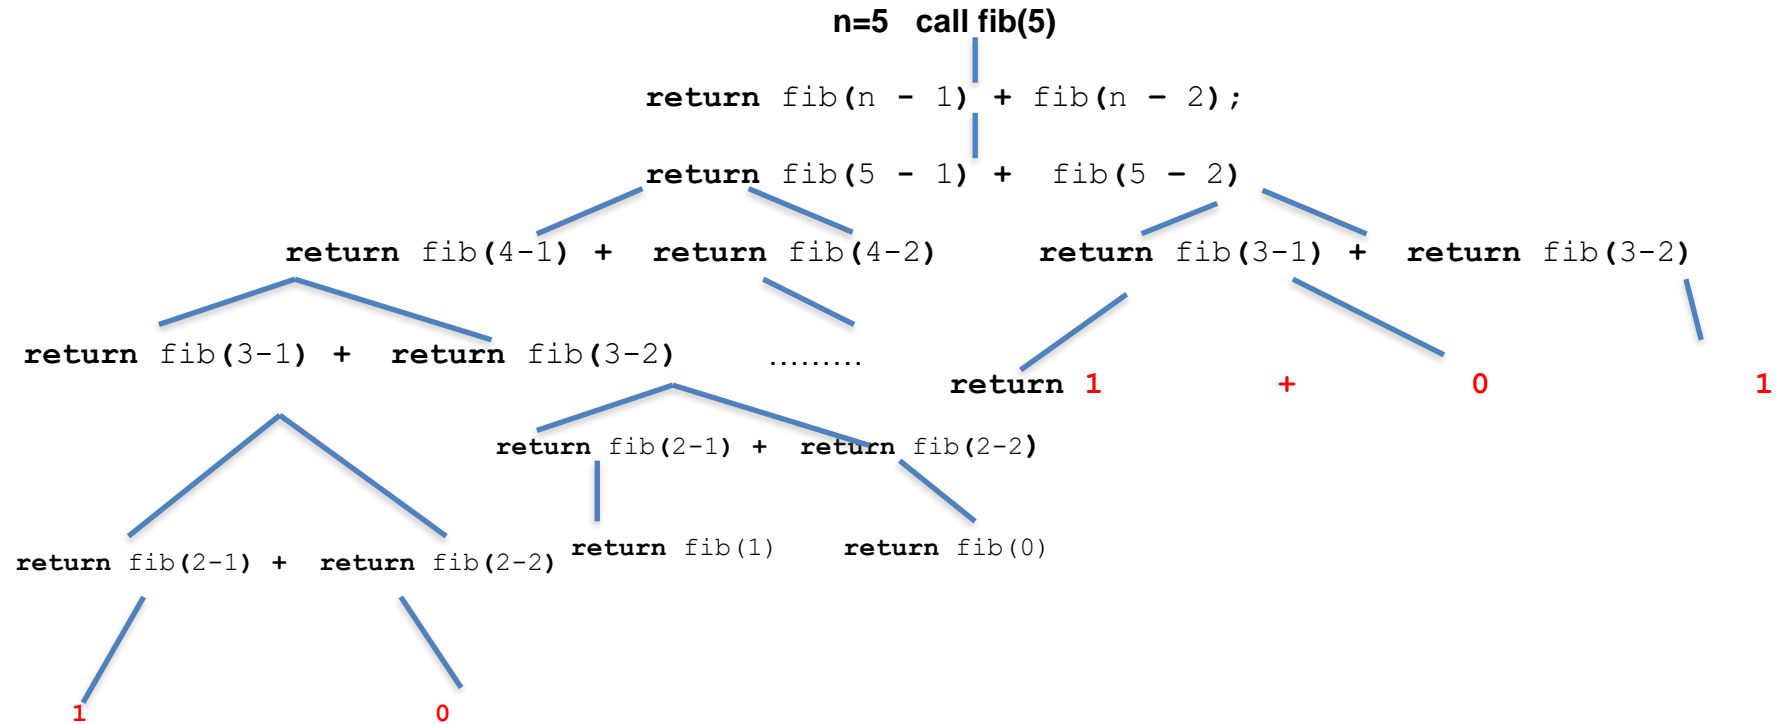 n=5 call fib(5)
return fib(n - 1) + fib(n – 2);
return fib(5 - 1) + fib(5 – 2)
return fib(4-1) + return fib(4-2) return fib(3-1) + return fib(3-2)
return fib(3-1) + return fib(3-2) .........
return 1 + 0 1
return fib(2-1) + return fib(2-2)
return fib(1) return fib(0)
return fib(2-1) + return fib(2-2)
1 0